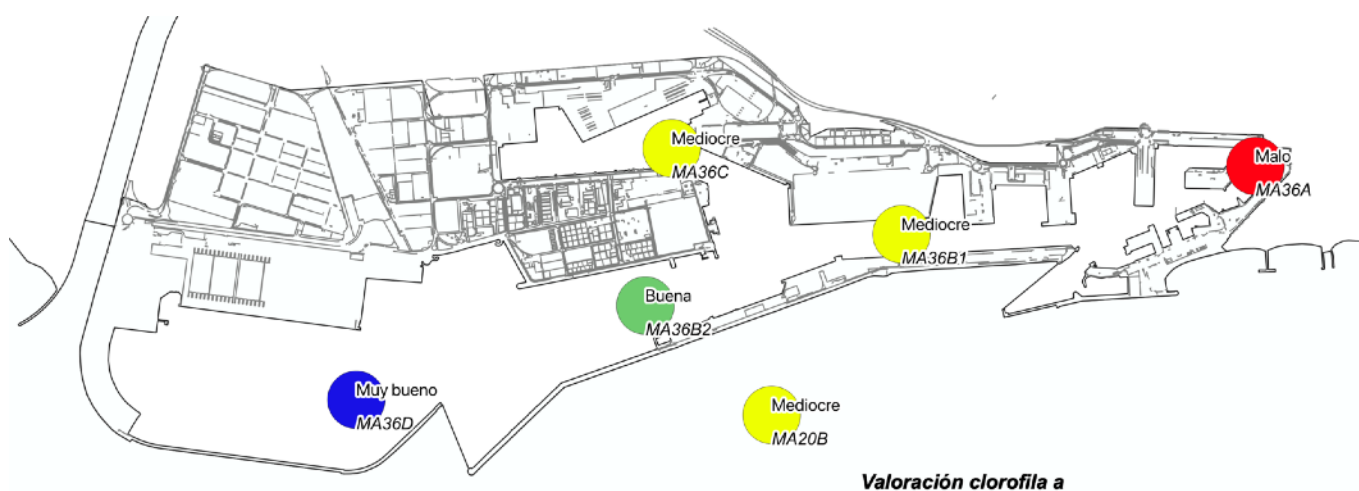 Mediocre
MA36C
Malo
MA36A
Mediocre
MA36B1
Buena
MA36B2
Muy bueno
MA36D
Mediocre
MA20B
Valoración clorofila a